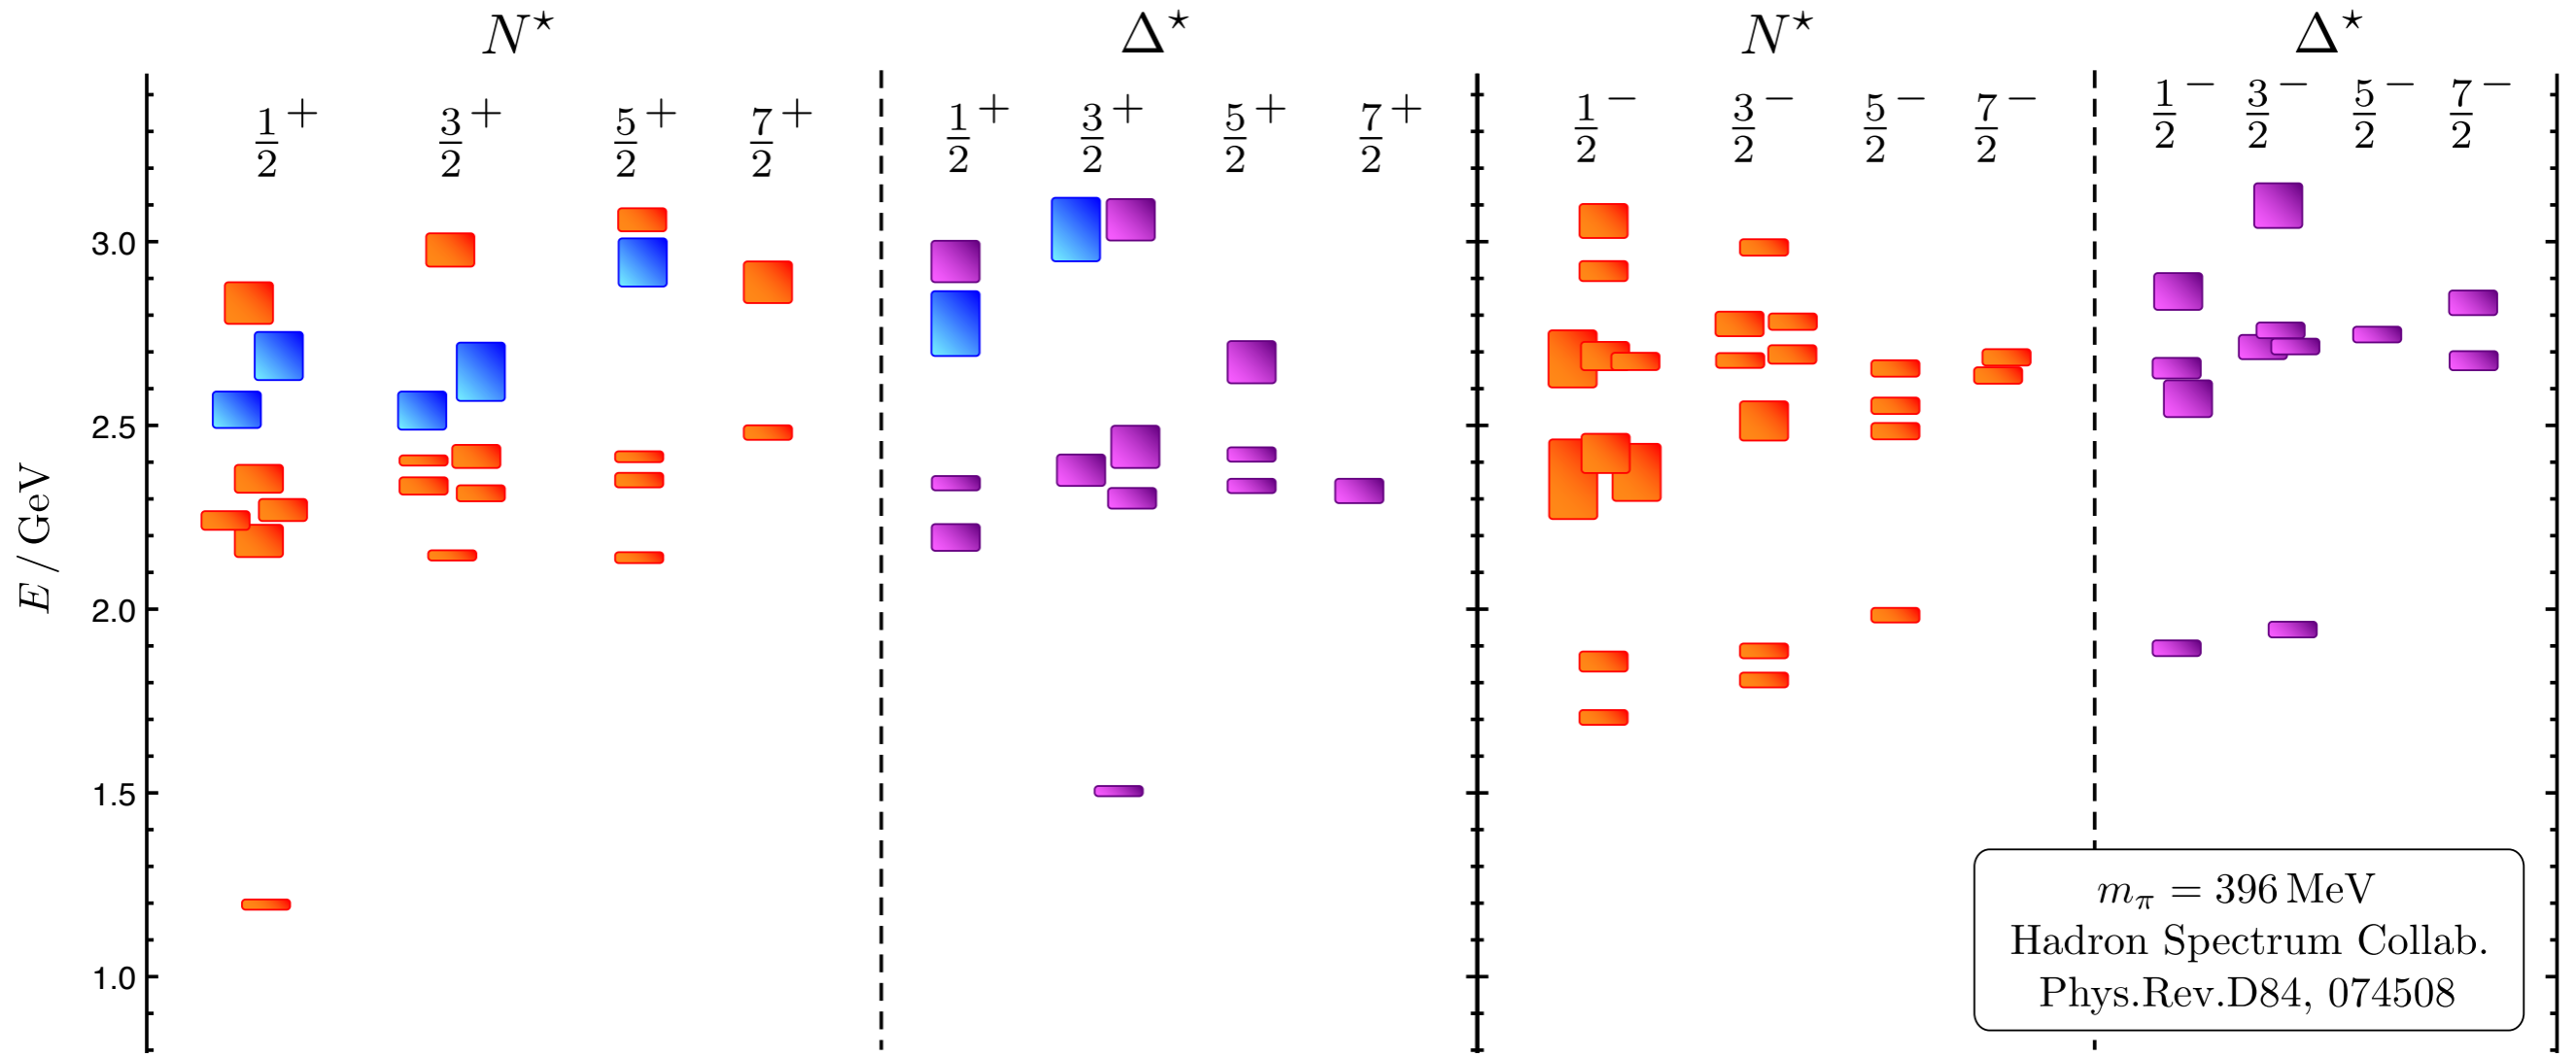 N⋆ Δ⋆ N⋆ Δ⋆
1/2+ 3/2+ 5/2+ 7/2+ 1/2+ 3/2+ 5/2+ 7/2+ 1/2− 3/2− 5/2− 7/2− 1/2− 3/2− 5/2− 7/2−
3.0
2.5
E / GeV
2.0
1.5
1.0
mπ = 396 MeV
Hadron Spectrum Collab.
Phys.Rev.D84, 074508